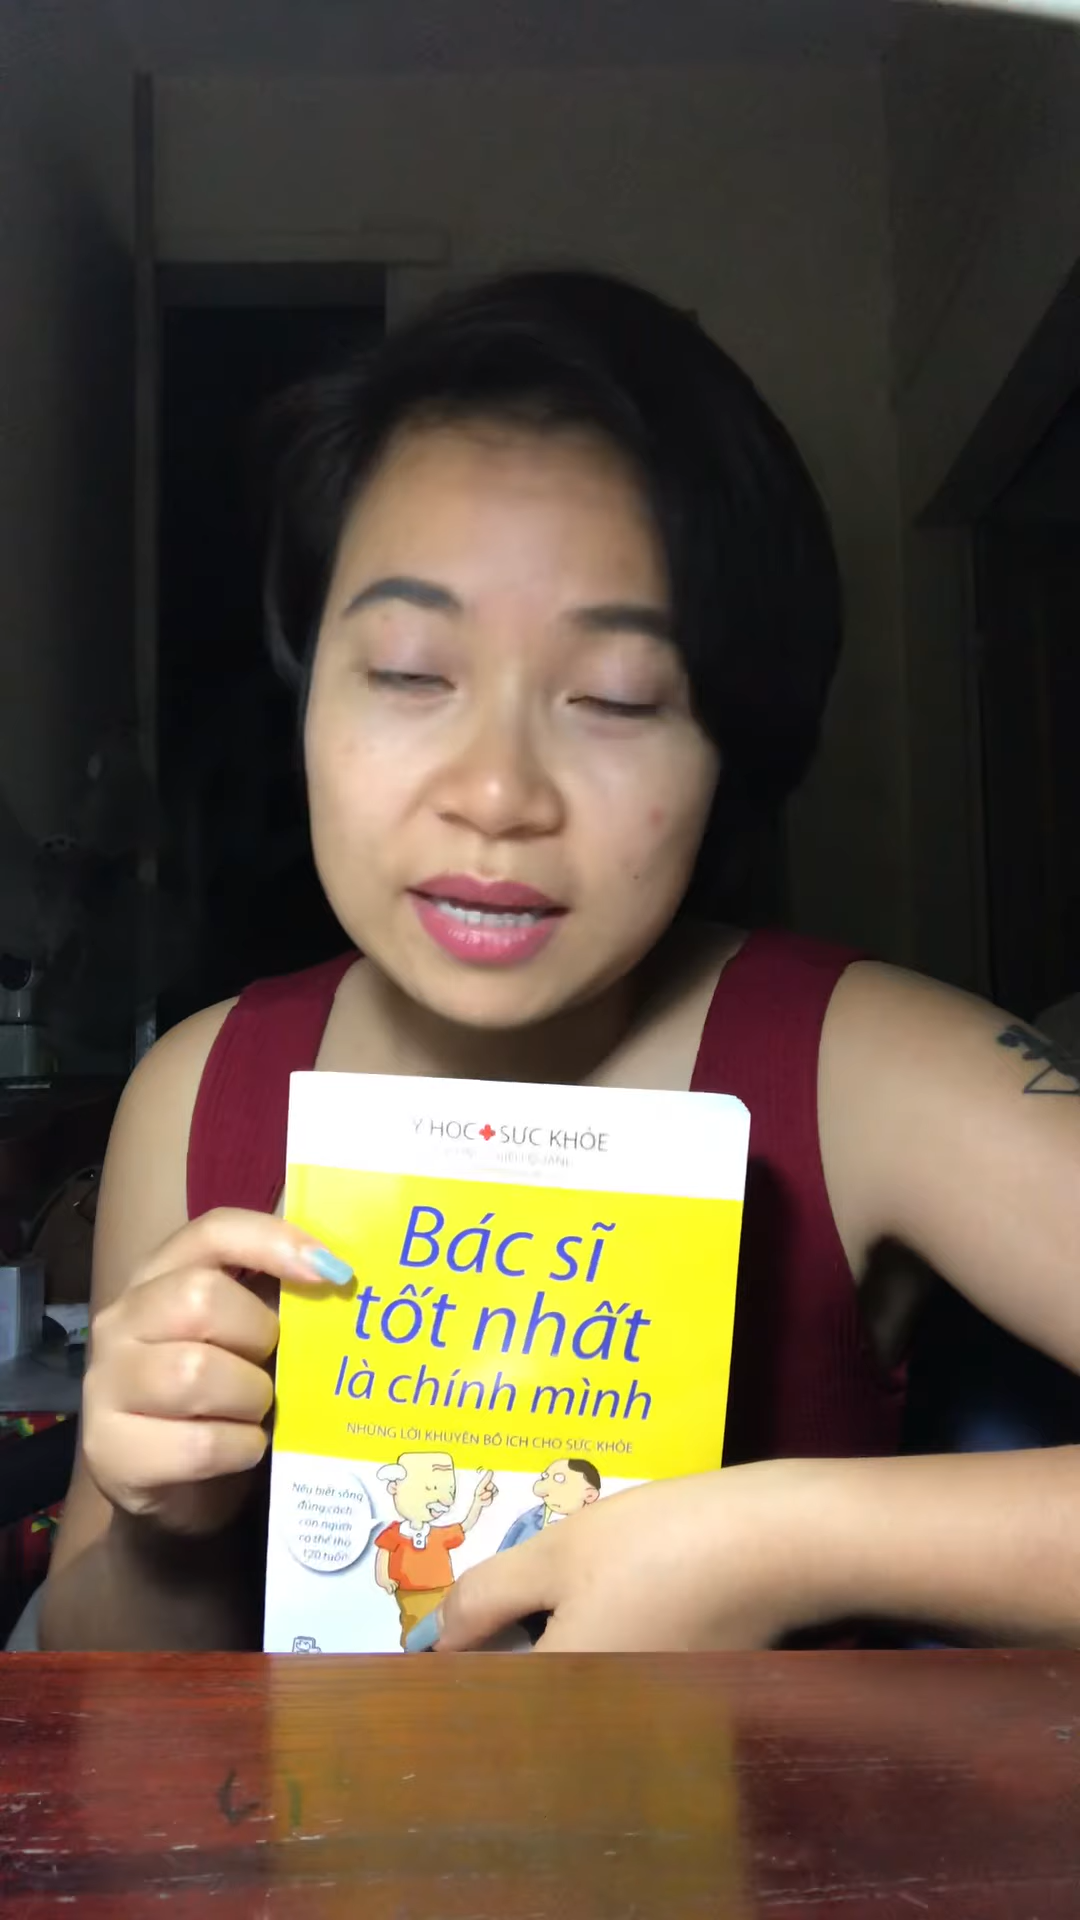 Y HỌC SỨC KHỎE
Bác sĩ
tốt nhất
là chính mình
NHỮNG LỜI KHUYÊN BỔ ÍCH CHO SỨC KHỎE
Nếu biết sống
đúng cách
con người
có thể thọ
120 tuổi